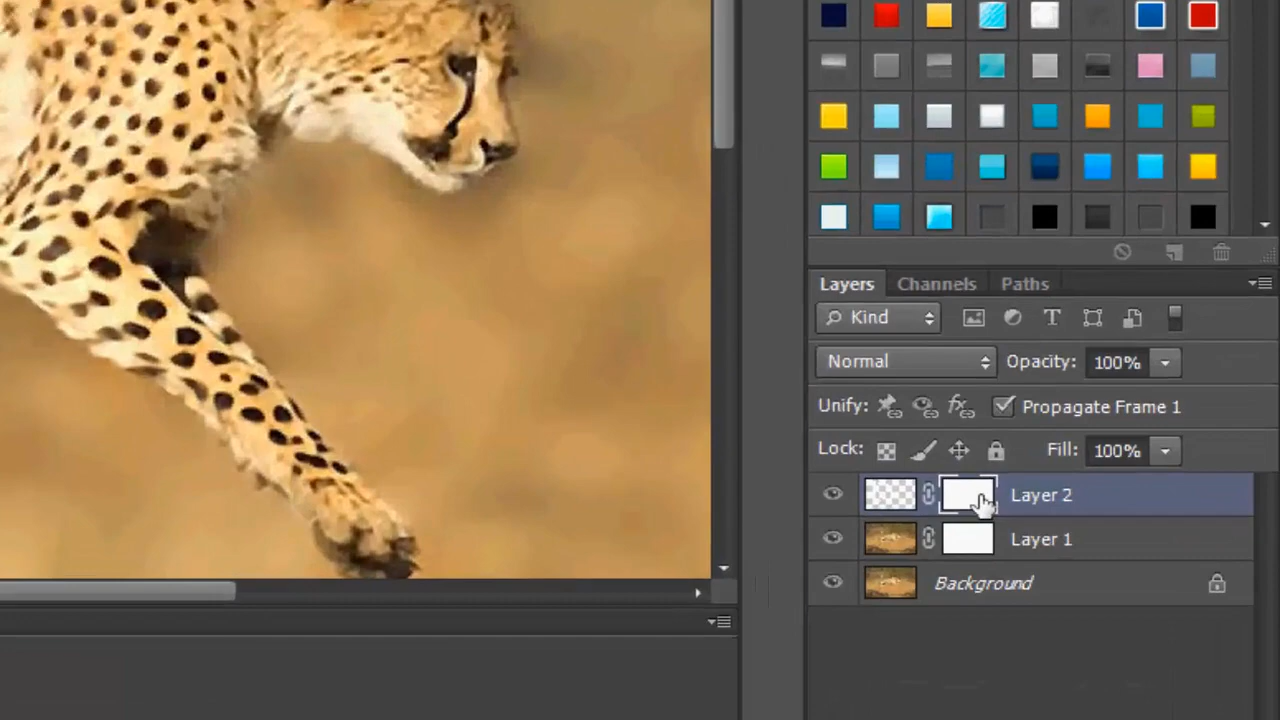 Layers Channels Paths
Kind T
Normal Opacity: 100%
Unify: fx Propagate Frame 1
Lock: Fill: 100%
Layer 2
Layer 1
Background